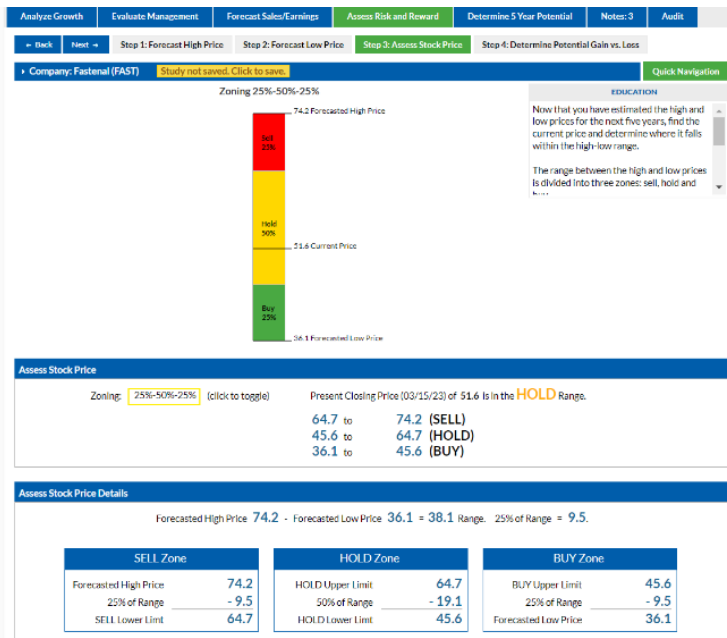 Analyze Growth Evaluate Management Forecast Sales/Earnings Assess Risk and Reward Determine 5 Year Potential Notes: 3 Audit
← Back Next → Step 1: Forecast High Price Step 2: Forecast Low Price Step 3: Assess Stock Price Step 4: Determine Potential Gain vs. Loss
Company: Fastenal (FAST) Study not saved. Click to save. Quick Navigation
Zoning 25%-50%-25%
EDUCATION
74.2 Forecasted High Price
Sell
25%
Hold
50%
51.6 Current Price
Buy
25%
36.1 Forecasted Low Price
Now that you have estimated the high and
low prices for the next five years, find the
current price and determine where it falls
within the high-low range.
The range between the high and low prices
is divided into three zones: sell, hold and
Assess Stock Price
Zoning: 25%-50%-25% (click to toggle) Present Closing Price (03/15/23) of 51.6 is in the HOLD Range.
64.7 to 74.2 (SELL)
45.6 to 64.7 (HOLD)
36.1 to 45.6 (BUY)
Assess Stock Price Details
Forecasted High Price 74.2 - Forecasted Low Price 36.1 = 38.1 Range. 25% of Range = 9.5.
SELL Zone
Forecasted High Price 74.2
25% of Range - 9.5
SELL Lower Limt 64.7
HOLD Zone
HOLD Upper Limit 64.7
50% of Range - 19.1
HOLD Lower Limit 45.6
BUY Zone
BUY Upper Limit 45.6
25% of Range - 9.5
Forecasted Low Price 36.1